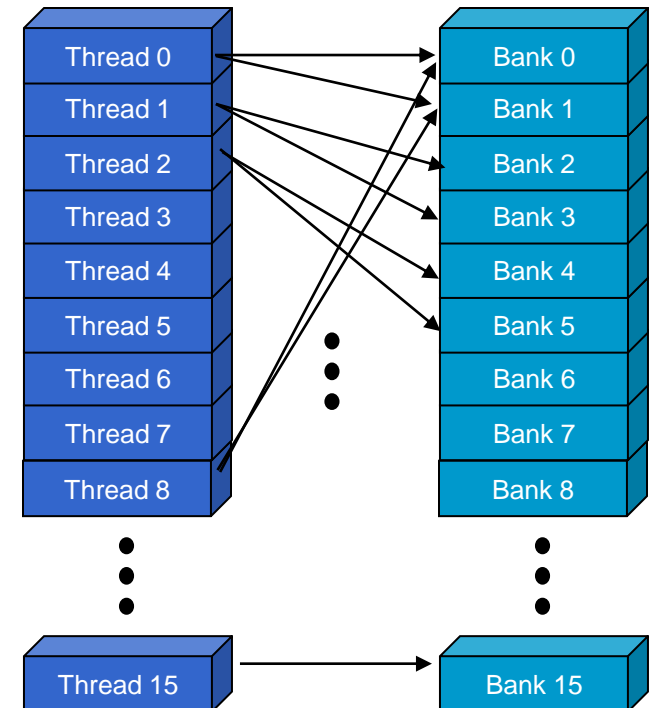 Thread 0
Thread 1
Thread 2
Thread 3
Thread 4
Thread 5
Thread 6
Thread 7
Thread 8
Thread 15
Bank 0
Bank 1
Bank 2
Bank 3
Bank 4
Bank 5
Bank 6
Bank 7
Bank 8
Bank 15